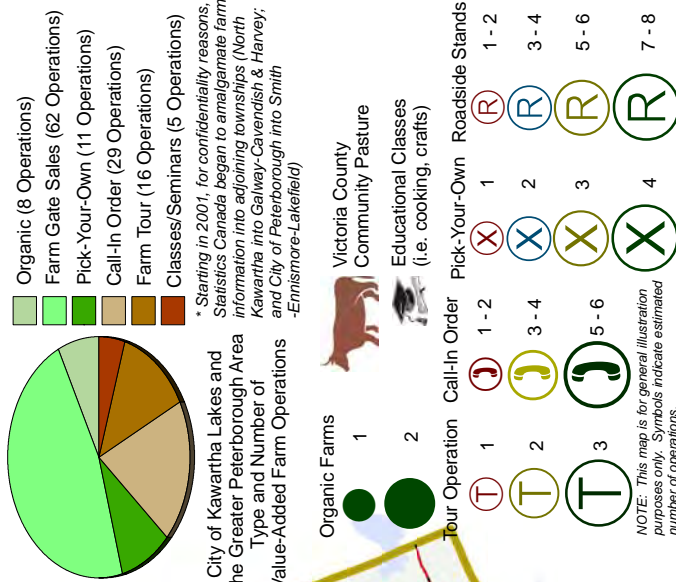 Organic (8 Operations)
Farm Gate Sales (62 Operations)
Pick-Your-Own (11 Operations)
Call-In Order (29 Operations)
Farm Tour (16 Operations)
Classes/Seminars (5 Operations)
* Starting in 2001, for confidentiality reasons,
Statistics Canada began to amalgamate farm
information into adjoining townships (North
Kawartha into Galway-Cavendish & Harvey;
and City of Peterborough into Smith
-Ennismore-Lakefield)
City of Kawartha Lakes and
he Greater Peterborough Area
Type and Number of
Value-Added Farm Operations
Organic Farms
1
2
Victoria County
Community Pasture
Educational Classes
(i.e. cooking, crafts)
Tour Operation
T 1
T 2
T 3
Call-In Order
1 - 2
3 - 4
5 - 6
Pick-Your-Own
X 1
X 2
X 3
X 4
Roadside Stands
R 1 - 2
R 3 - 4
R 5 - 6
R 7 - 8
NOTE: This map is for general illustration
purposes only. Symbols indicate estimated
number of operations